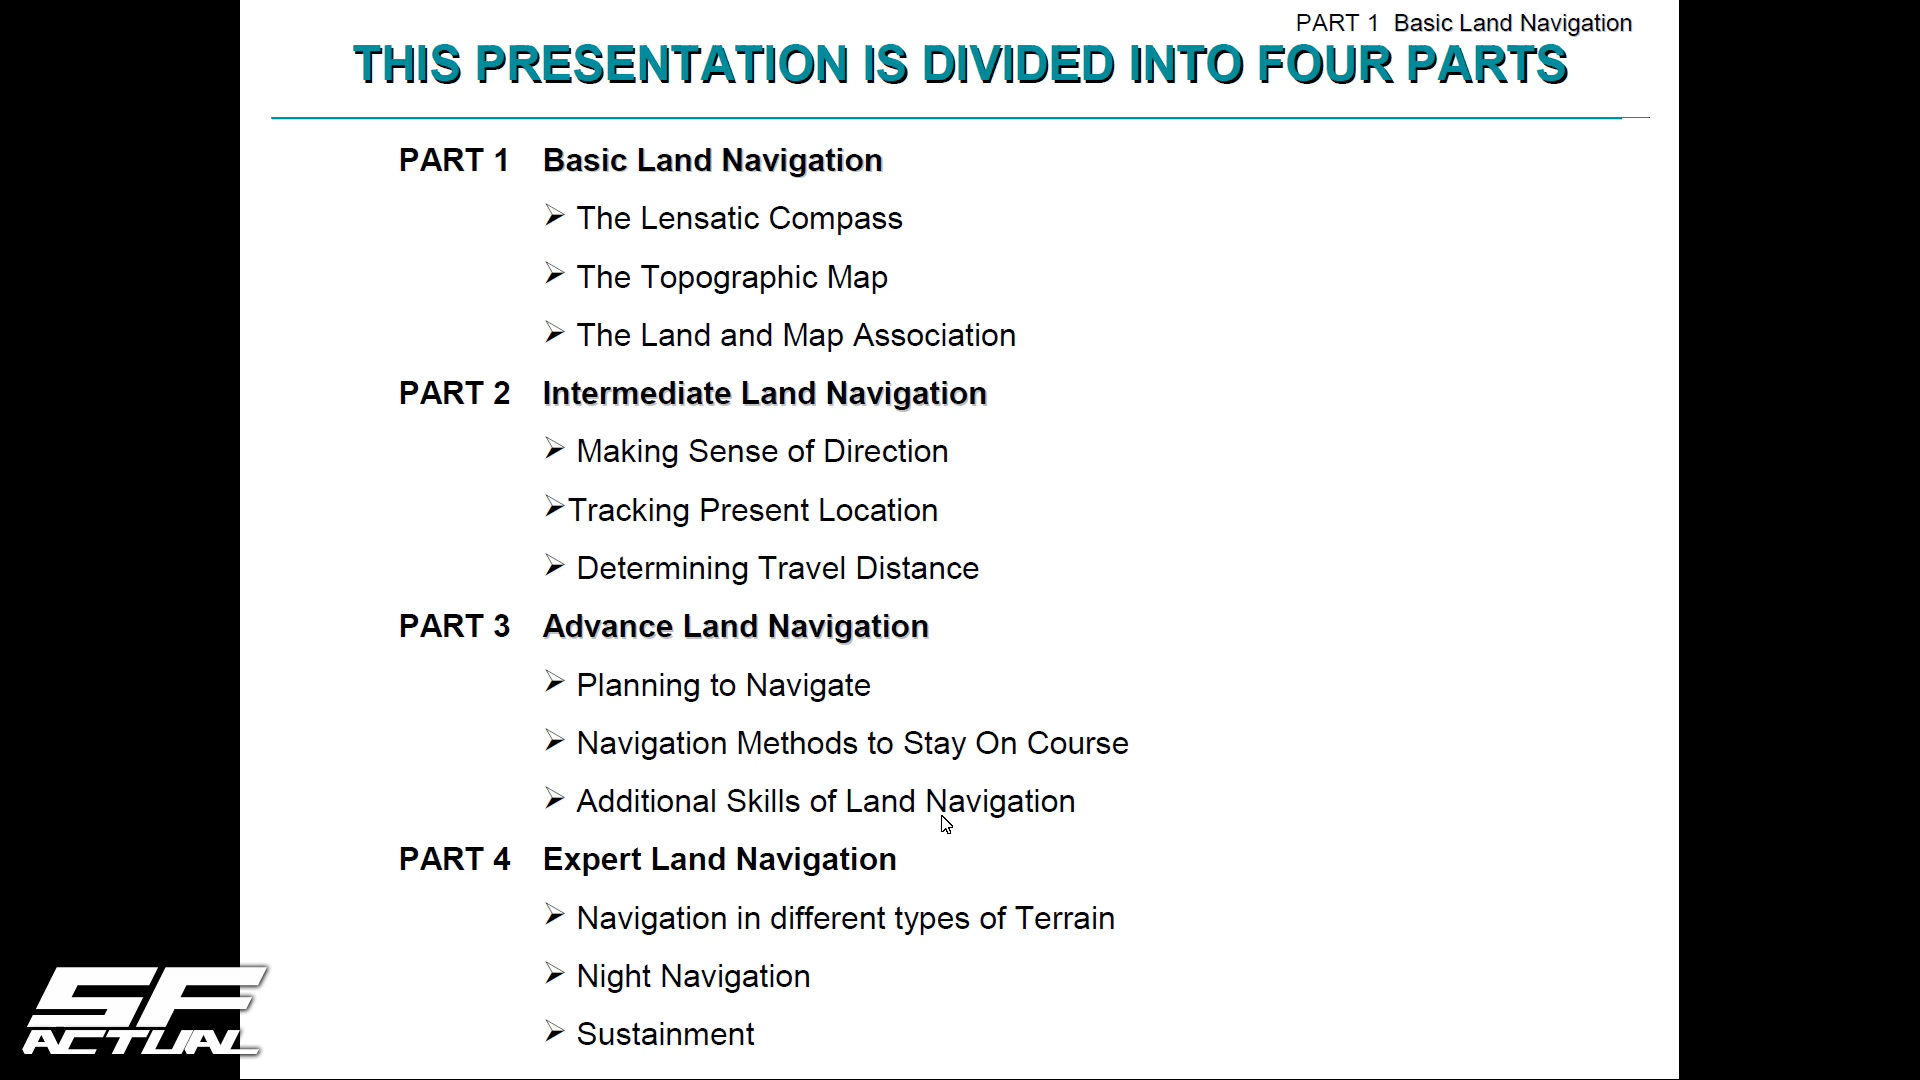 PART 1 Basic Land Navigation
THIS PRESENTATION IS DIVIDED INTO FOUR PARTS
PART 1 Basic Land Navigation
➢ The Lensatic Compass
➢ The Topographic Map
➢ The Land and Map Association
PART 2 Intermediate Land Navigation
➢ Making Sense of Direction
➢Tracking Present Location
➢ Determining Travel Distance
PART 3 Advance Land Navigation
➢ Planning to Navigate
➢ Navigation Methods to Stay On Course
➢ Additional Skills of Land Navigation
PART 4 Expert Land Navigation
➢ Navigation in different types of Terrain
➢ Night Navigation
➢ Sustainment
SF
ACTUAL